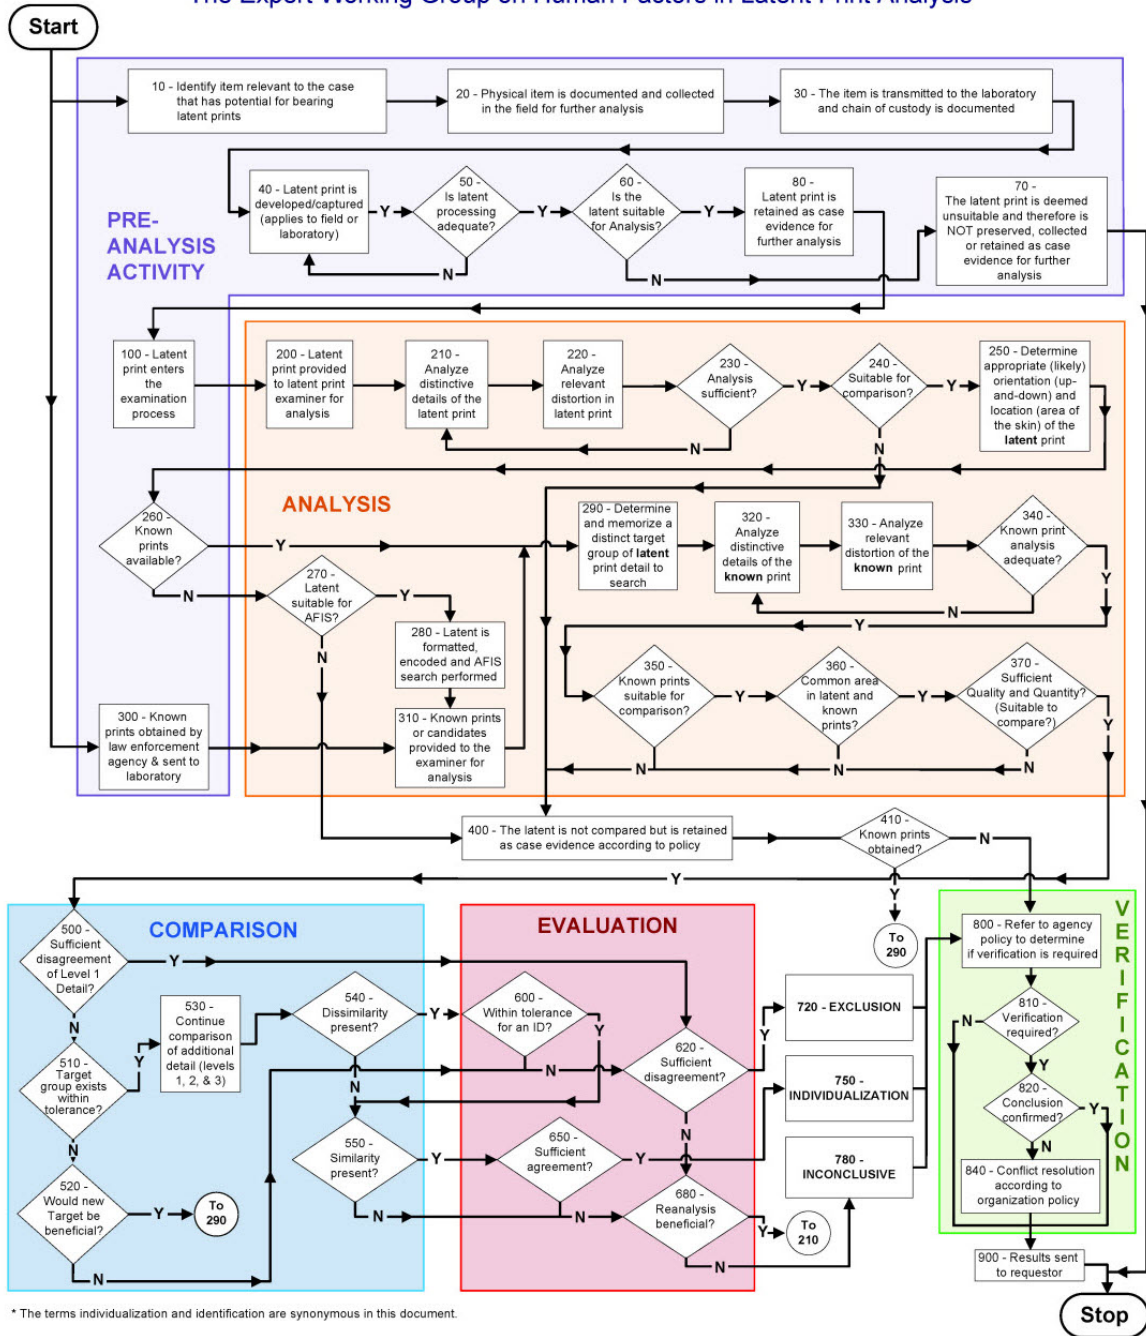 The Expert Working Group on Human Factors in Latent Print Analysis
Start
10 - Identify item relevant to the case
that has potential for bearing
latent prints
20 - Physical item is documented and collected
in the field for further analysis
30 - The item is transmitted to the laboratory
and chain of custody is documented
PRE-
ANALYSIS
ACTIVITY
40 - Latent print is
developed/captured
(applies to field or
laboratory)
Y
50 -
Is latent
processing
adequate?
Y
N
60 -
Is the
latent suitable
for Analysis?
Y
N
80 -
Latent print is
retained as case
evidence for
further analysis
70 -
The latent print is deemed
unsuitable and therefore is
NOT preserved, collected
or retained as case
evidence for further
analysis
100 - Latent
print enters
the
examination
process
200 - Latent
print provided
to latent print
examiner for
analysis
210 -
Analyze
distinctive
details of the
latent print
220 -
Analyze
relevant
distortion in
latent print
230 -
Analysis
sufficient?
Y
N
240 -
Suitable for
comparison?
Y
N
250 - Determine
appropriate (likely)
orientation (up-
and-down) and
location (area of
the skin) of the
latent print
ANALYSIS
260 -
Known
prints
available?
Y
N
270 -
Latent
suitable for
AFIS?
Y
N
280 - Latent is
formatted,
encoded and AFIS
search performed
290 - Determine
and memorize a
distinct target
group of latent
print detail to
search
320 -
Analyze
distinctive
details of the
known print
330 - Analyze
relevant
distortion of the
known print
340 -
Known print
analysis
adequate?
N
Y
Y
300 - Known
prints obtained by
law enforcement
agency & sent to
laboratory
310 - Known prints
or candidates
provided to the
examiner for
analysis
350 -
Known prints
suitable for
comparison?
Y
N
360 -
Common area
in latent and
known
prints?
Y
N
370 -
Sufficient
Quality and Quantity?
(Suitable to
compare?)
Y
N
400 - The latent is not compared but is retained
as case evidence according to policy
410 -
Known prints
obtained?
N
Y
To
290
Y
COMPARISON
500 -
Sufficient
disagreement
of Level 1
Detail?
Y
N
510 -
Target
group exists
within
tolerance?
Y
N
520 -
Would new
Target be
beneficial?
Y
To
290
N
530 -
Continue
comparison
of additional
detail (levels
1, 2, & 3)
540 -
Dissimilarity
present?
Y
N
550 -
Similarity
present?
Y
N
EVALUATION
600 -
Within tolerance
for an ID?
Y
N
620 -
Sufficient
disagreement?
Y
N
650 -
Sufficient
agreement?
Y
N
680 -
Reanalysis
beneficial?
Y
To
210
N
720 - EXCLUSION
750 -
INDIVIDUALIZATION
780 -
INCONCLUSIVE
VERIFICATION
800 - Refer to agency
policy to determine
if verification is required
810 -
Verification
required?
N
Y
820 -
Conclusion
confirmed?
Y
N
840 - Conflict resolution
according to
organization policy
900 - Results sent
to requestor
Stop
* The terms individualization and identification are synonymous in this document.